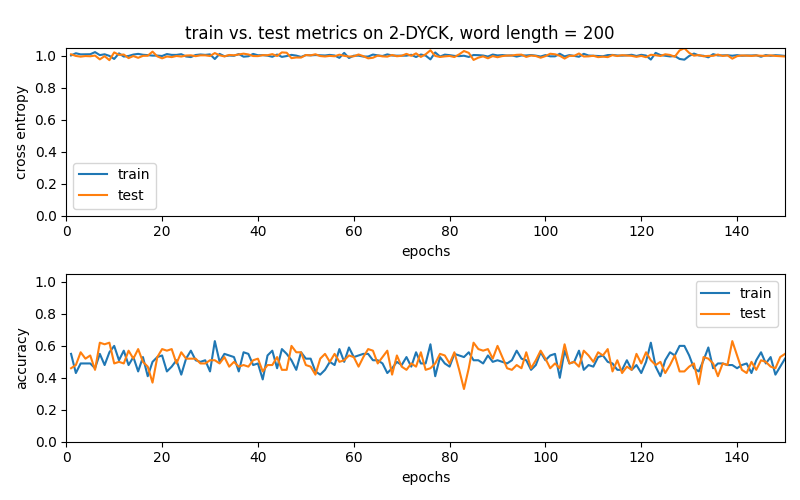 train vs. test metrics on 2-DYCK, word length = 200
1.0
0.8
0.6
0.4
0.2
0.0
cross entropy
train
test
0 20 40 60 80 100 120 140
epochs
1.0
0.8
0.6
0.4
0.2
0.0
accuracy
train
test
0 20 40 60 80 100 120 140
epochs